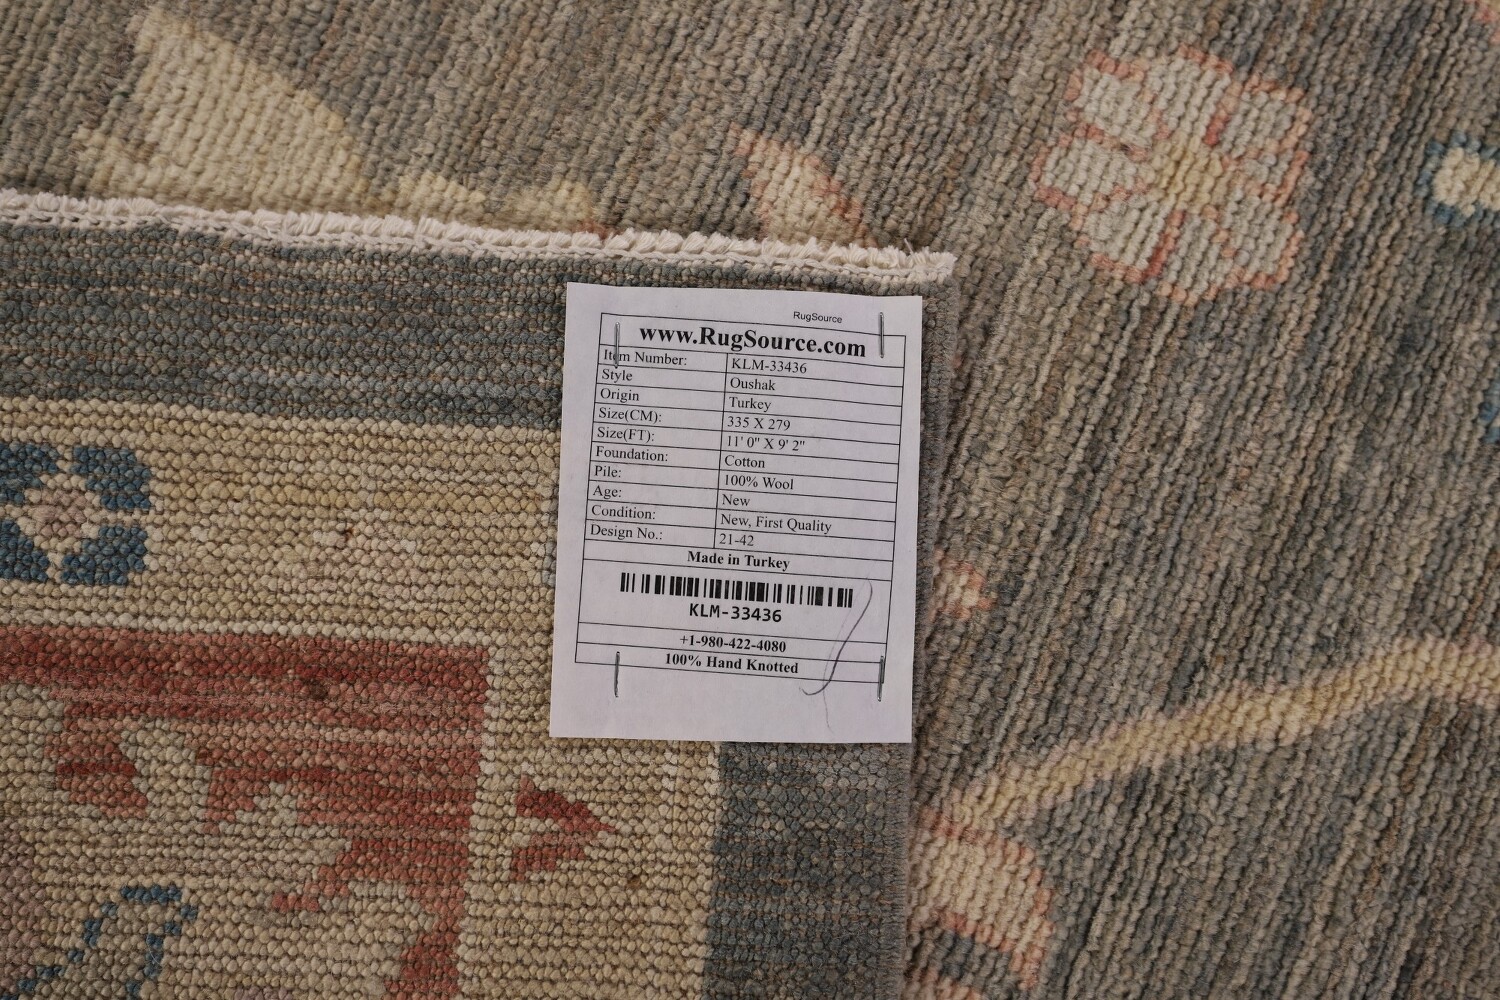 RugSource
www.RugSource.com
Item Number: KLM-33436
Style Oushak
Origin Turkey
Size(CM): 335 X 279
Size(FT): 11' 0" X 9' 2"
Foundation: Cotton
Pile: 100% Wool
Age: New
Condition: New, First Quality
Design No.: 21-42
Made in Turkey
KLM-33436
+1-980-422-4080
100% Hand Knotted